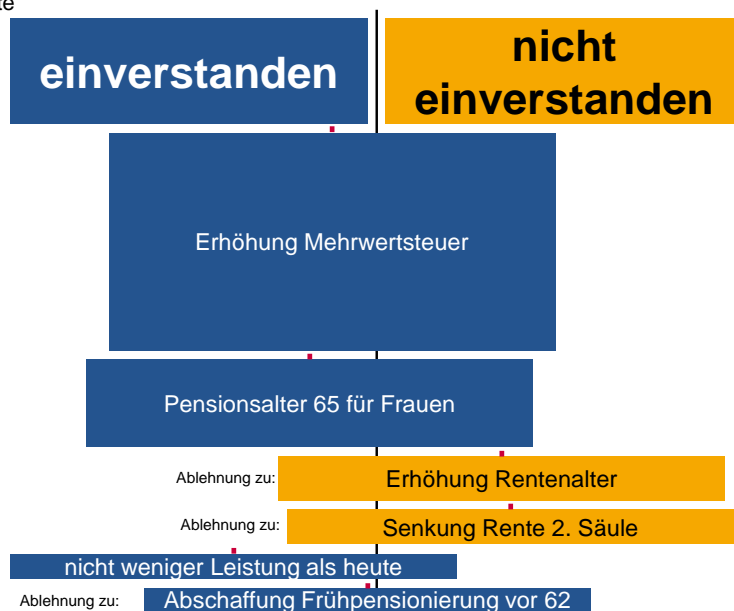 einverstanden
nicht
einverstanden
Erhöhung Mehrwertsteuer
Pensionsalter 65 für Frauen
Ablehnung zu: Erhöhung Rentenalter
Ablehnung zu: Senkung Rente 2. Säule
nicht weniger Leistung als heute
Ablehnung zu: Abschaffung Frühpensionierung vor 62